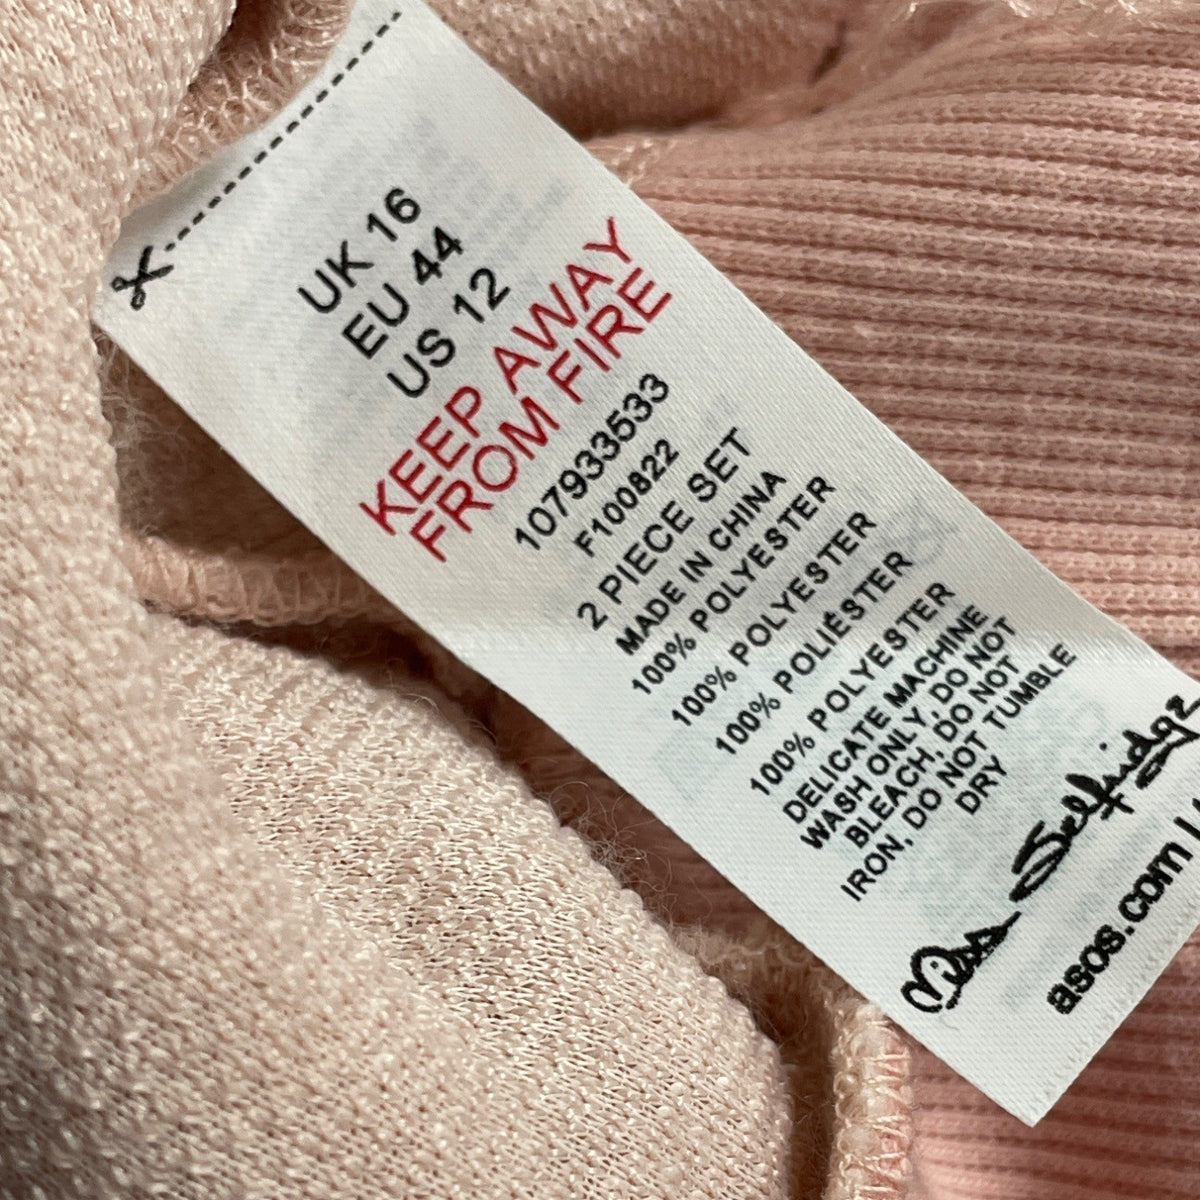 UK 16
EU 44
US 12
KEEP AWAY
FROM FIRE
107933533
F100822
2 PIECE SET
MADE IN CHINA
100% POLYESTER
100% POLYESTER
100% POLIÉSTER
100% POLYESTER
DELICATE MACHINE
WASH ONLY, DO NOT
BLEACH, DO NOT
IRON, DO NOT TUMBLE
DRY
Miss Selfridge
asos.com